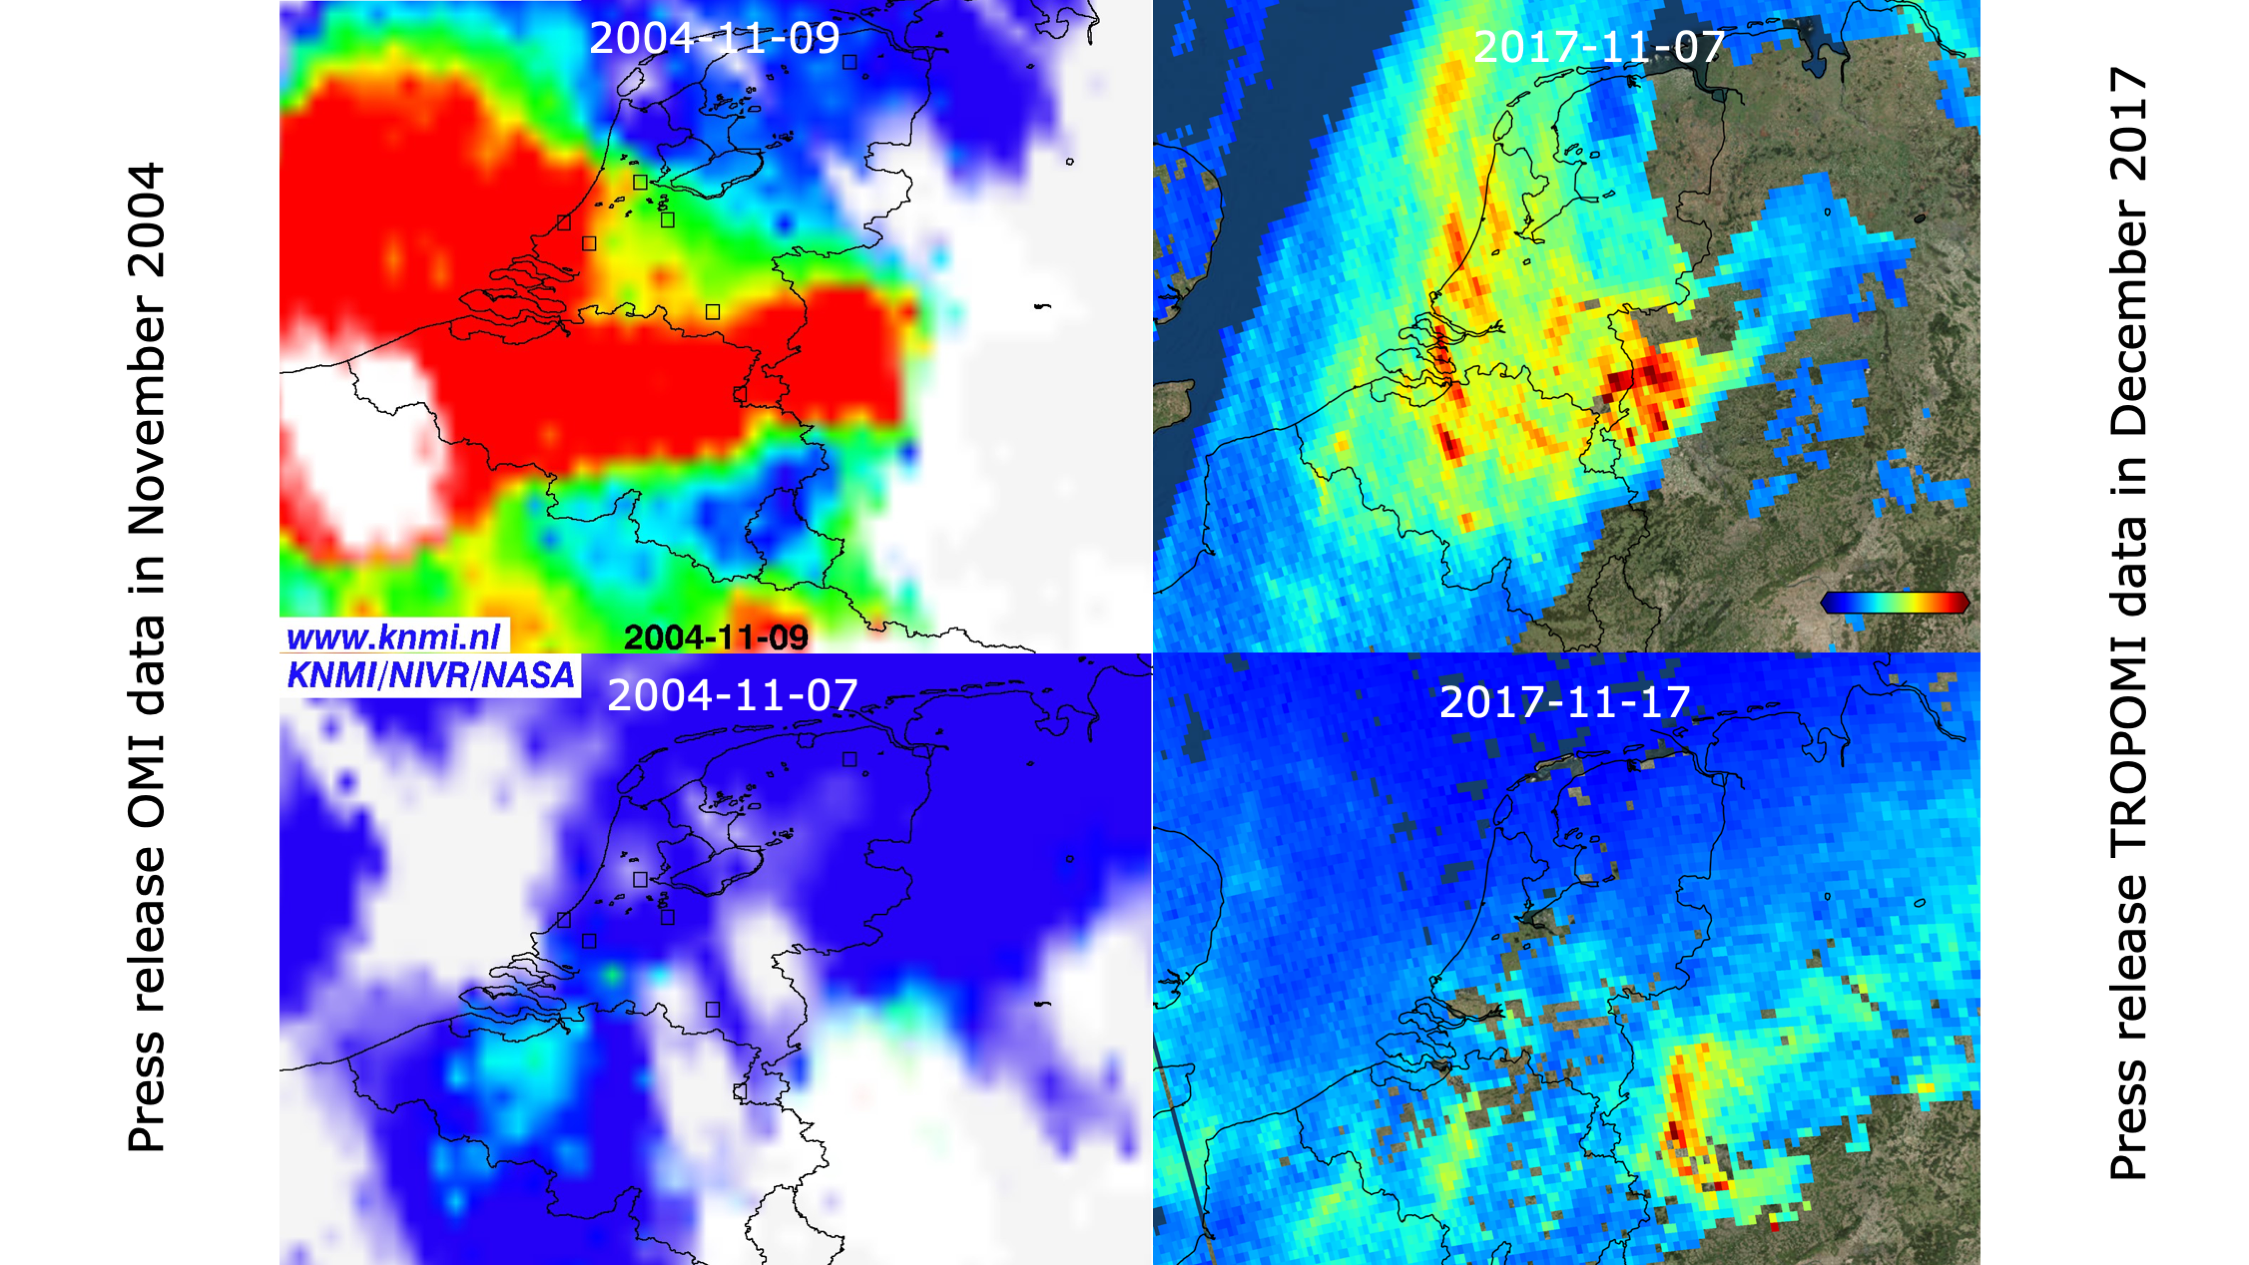 Press release OMI data in November 2004
2004-11-09
www.knmi.nl
2004-11-09
KNMI/NIVR/NASA
2004-11-07
2017-11-07
2017-11-17
Press release TROPOMI data in December 2017